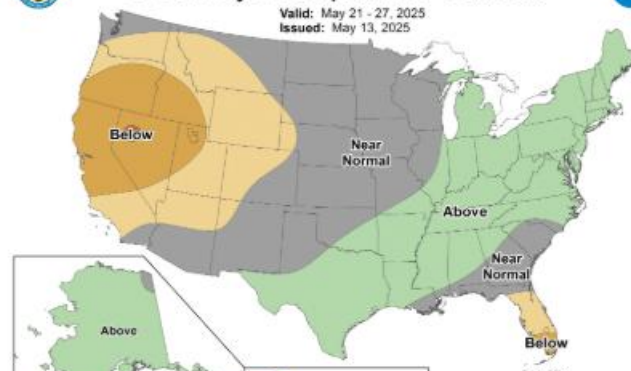 Valid: May 21 - 27, 2025
Issued: May 13, 2025
Below
Near
Normal
Above
Near
Normal
Below
Above